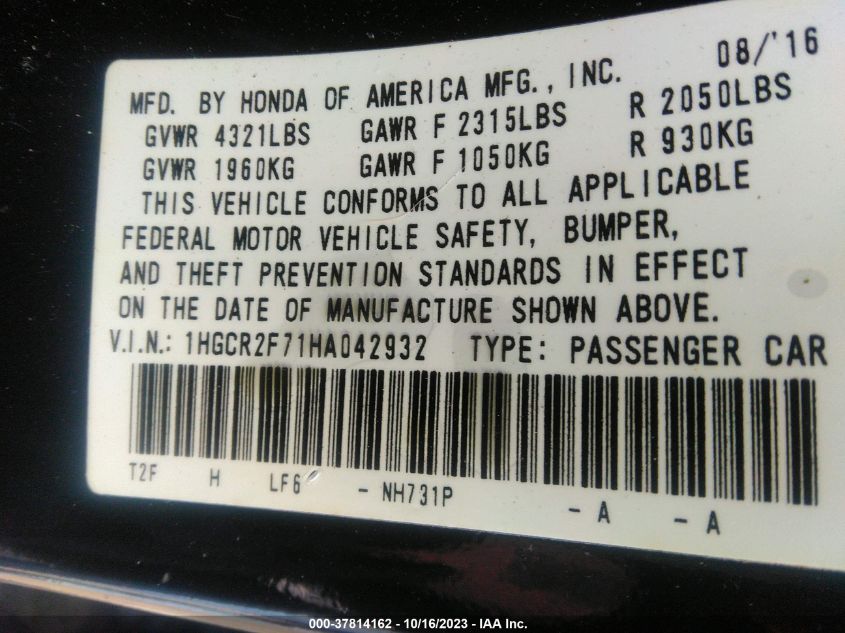 08/'16
MFD. BY HONDA OF AMERICA MFG., INC.
GVWR 4321LBS GAWR F 2315LBS R 2050LBS
GVWR 1960KG GAWR F 1050KG R 930KG
THIS VEHICLE CONFORMS TO ALL APPLICABLE
FEDERAL MOTOR VEHICLE SAFETY, BUMPER,
AND THEFT PREVENTION STANDARDS IN EFFECT
ON THE DATE OF MANUFACTURE SHOWN ABOVE.
V.I.N.: 1HGCR2F71HA042932 TYPE: PASSENGER CAR
T2F H LF6 - NH731P - A - A
000-37814162 - 10/16/2023 - IAA Inc.